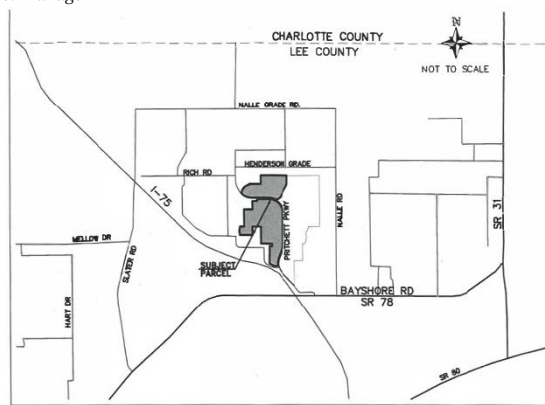 CHARLOTTE COUNTY
LEE COUNTY
N
NOT TO SCALE
NALLE GRADE RD.
HENDERSON GRADE
RICH RD
I-75
PRITCHETT PKWY
NALLE RD
SR 31
MELLOW DR
SLATER RD
SUBJECT
PARCEL
BAYSHORE RD
SR 78
HART DR
SR 80